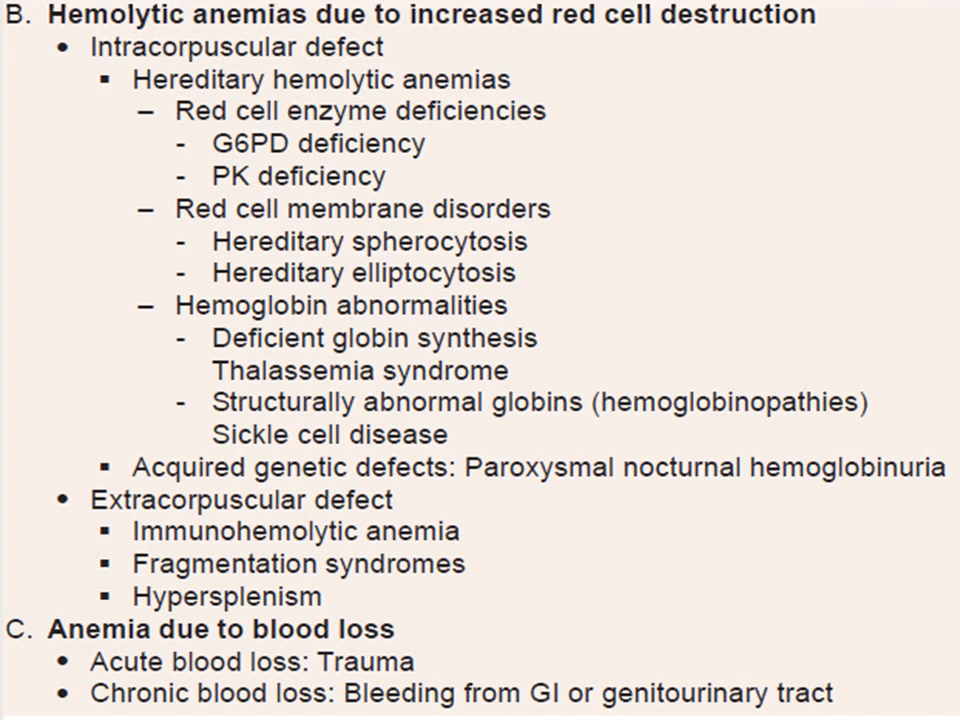 B. Hemolytic anemias due to increased red cell destruction
• Intracorpuscular defect
▪ Hereditary hemolytic anemias
– Red cell enzyme deficiencies
- G6PD deficiency
- PK deficiency
– Red cell membrane disorders
- Hereditary spherocytosis
- Hereditary elliptocytosis
– Hemoglobin abnormalities
- Deficient globin synthesis
Thalassemia syndrome
- Structurally abnormal globins (hemoglobinopathies)
Sickle cell disease
▪ Acquired genetic defects: Paroxysmal nocturnal hemoglobinuria
• Extracorpuscular defect
▪ Immunohemolytic anemia
▪ Fragmentation syndromes
▪ Hypersplenism
C. Anemia due to blood loss
• Acute blood loss: Trauma
• Chronic blood loss: Bleeding from GI or genitourinary tract